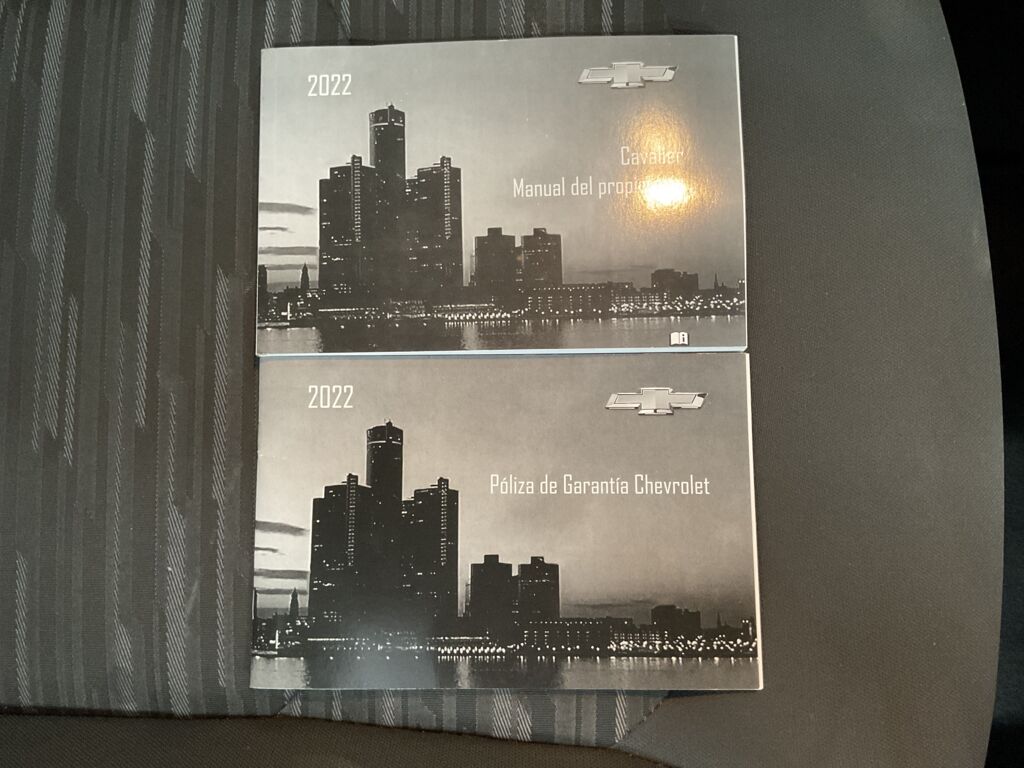 2022
Cavalier
Manual del
2022
Póliza de Garantía Chevrolet